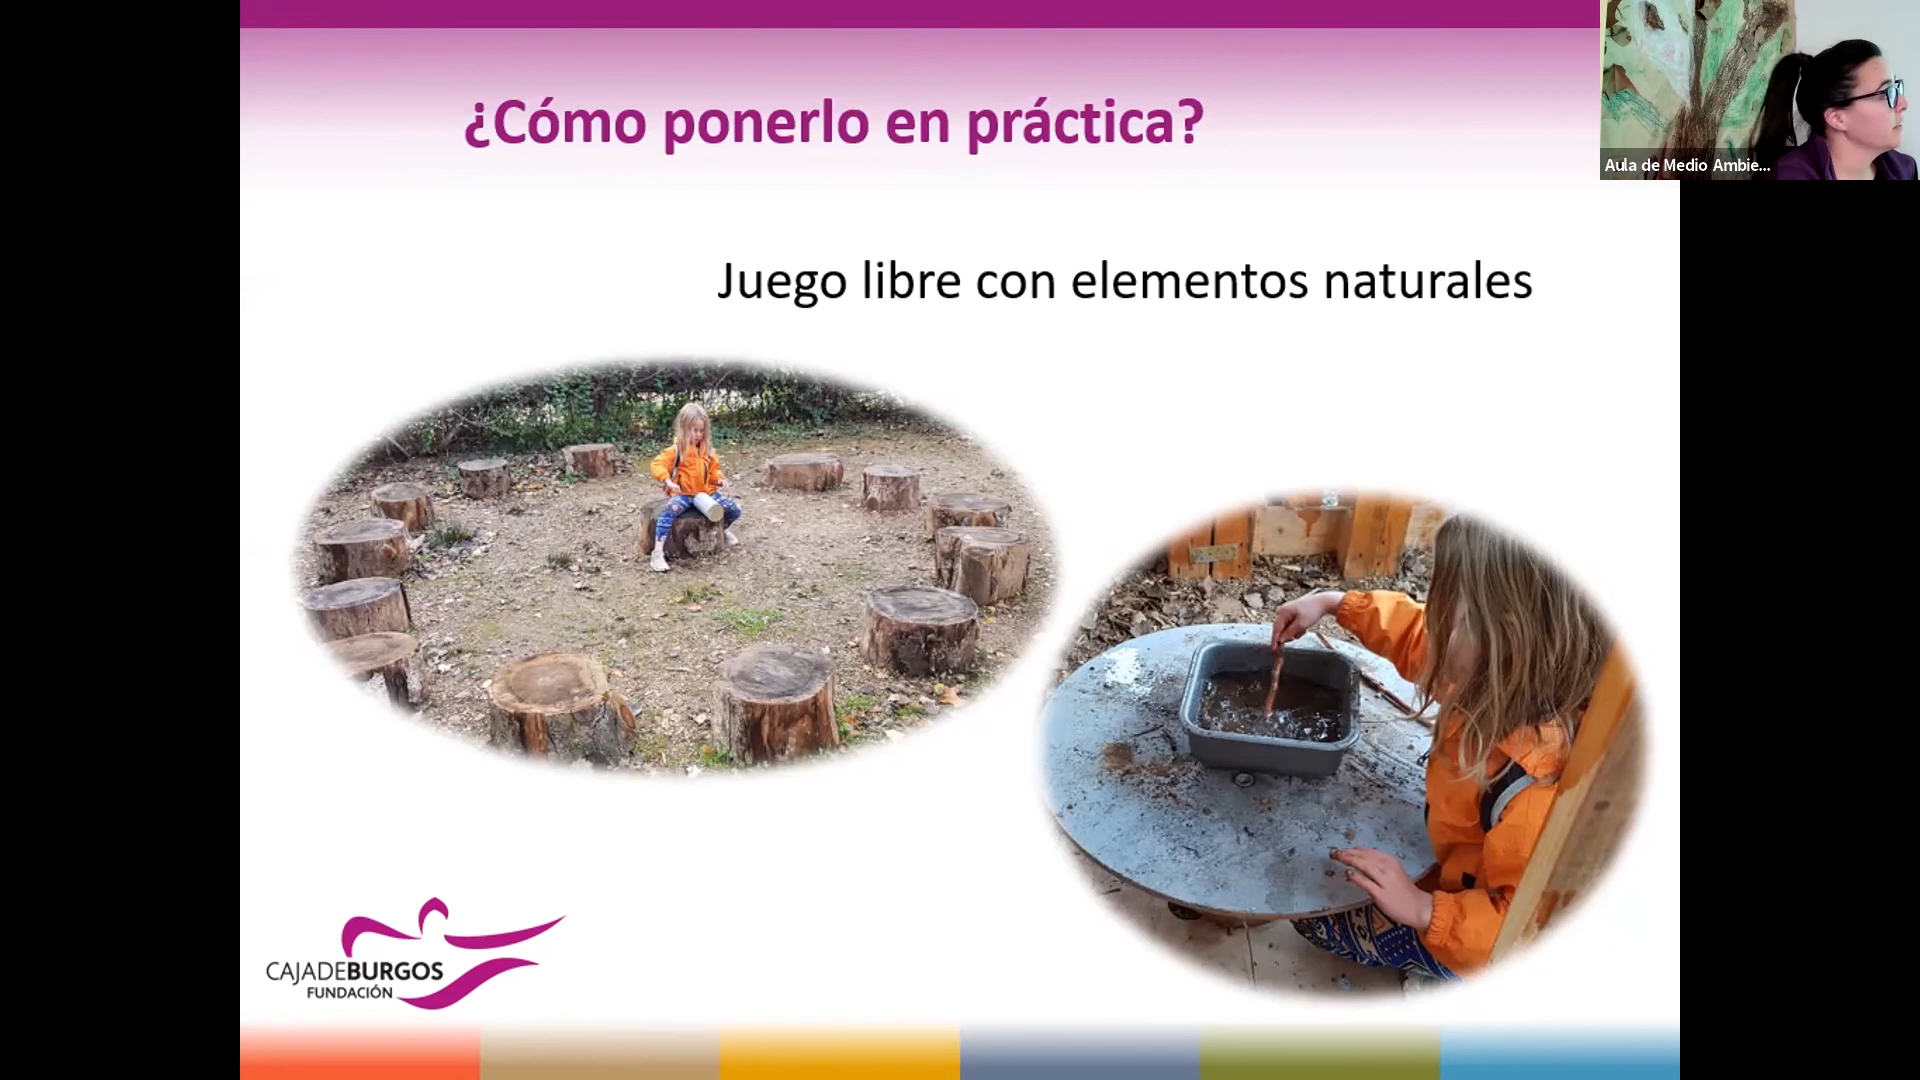 ¿Cómo ponerlo en práctica?
Aula de Medio Ambie...
Juego libre con elementos naturales
CAJADEBURGOS
FUNDACIÓN